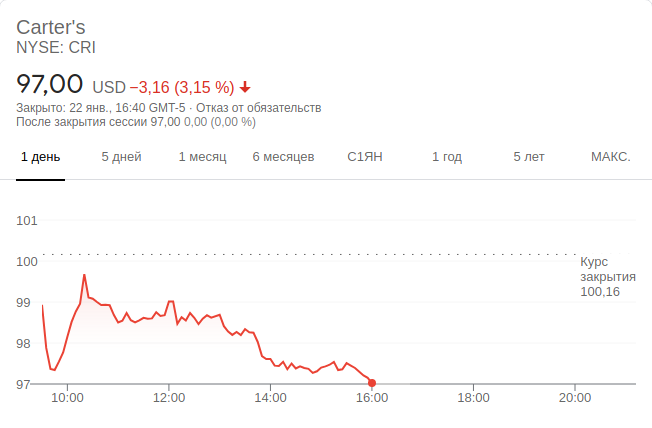 Carter's
NYSE: CRI
97,00 USD −3,16 (3,15 %)
Закрыто: 22 янв., 16:40 GMT-5 · Отказ от обязательств
После закрытия сессии 97,00 0,00 (0,00 %)
1 день 5 дней 1 месяц 6 месяцев С1ЯН 1 год 5 лет МАКС.
101
100
99
98
97
Курс
закрытия
100,16
10:00 12:00 14:00 16:00 18:00 20:00